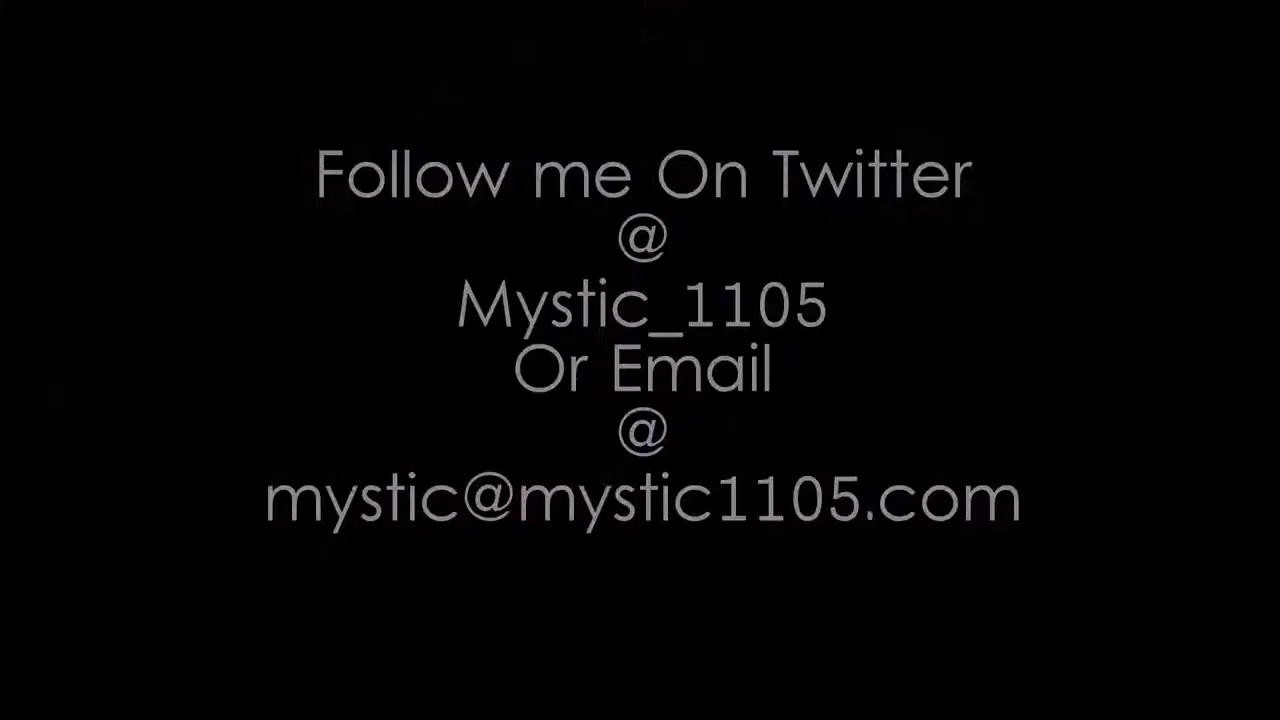 Follow me On Twitter
@
Mystic_1105
Or Email
@
mystic@mystic1105.com